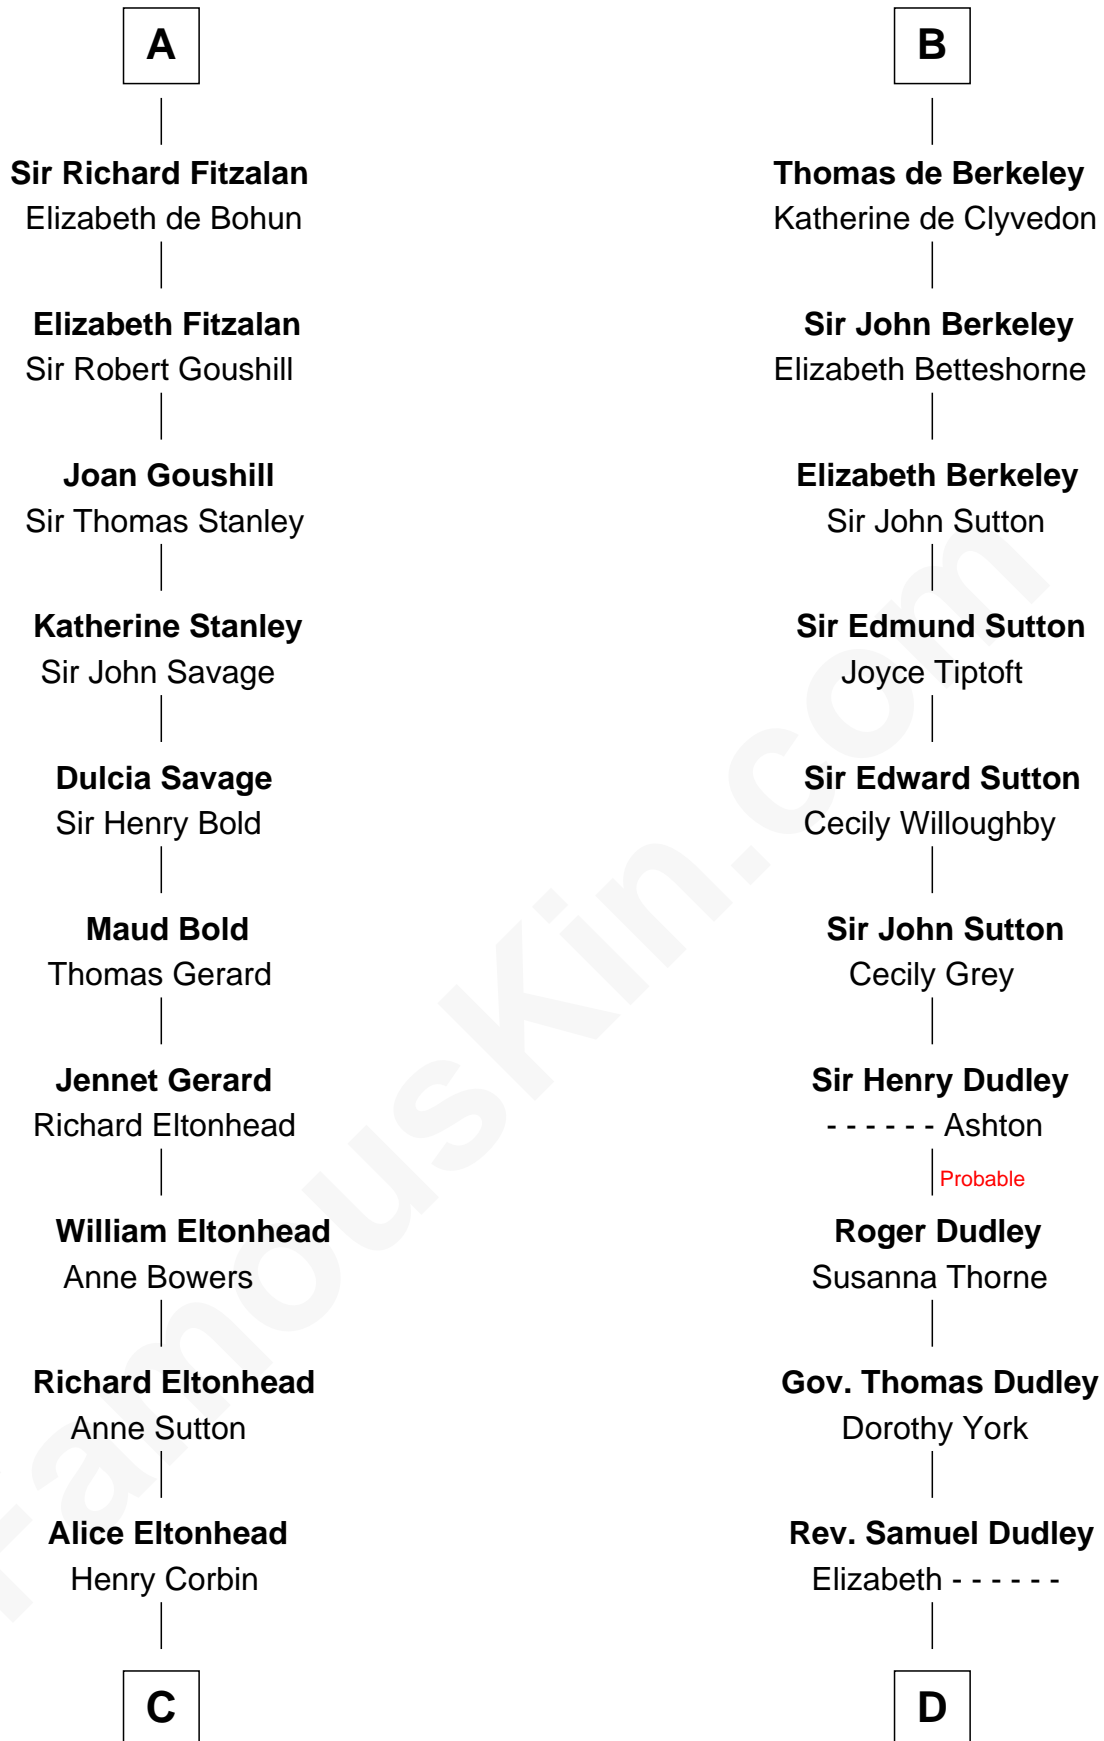 A
Sir Richard Fitzalan
Elizabeth de Bohun
Elizabeth Fitzalan
Sir Robert Goushill
Joan Goushill
Sir Thomas Stanley
Katherine Stanley
Sir John Savage
Dulcia Savage
Sir Henry Bold
Maud Bold
Thomas Gerard
Jennet Gerard
Richard Eltonhead
William Eltonhead
Anne Bowers
Richard Eltonhead
Anne Sutton
Alice Eltonhead
Henry Corbin
C
B
Thomas de Berkeley
Katherine de Clyvedon
Sir John Berkeley
Elizabeth Betteshorne
Elizabeth Berkeley
Sir John Sutton
Sir Edmund Sutton
Joyce Tiptoft
Sir Edward Sutton
Cecily Willoughby
Sir John Sutton
Cecily Grey
Sir Henry Dudley
- - - - - - Ashton
Probable
Roger Dudley
Susanna Thorne
Gov. Thomas Dudley
Dorothy York
Rev. Samuel Dudley
Elizabeth - - - - - -
D
FamousKin.com